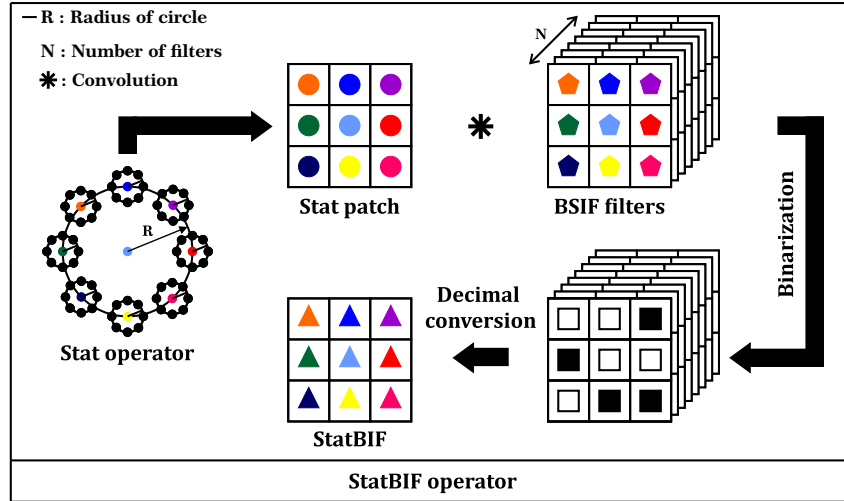 R : Radius of circle
N : Number of filters
: Convolution
N
Stat patch
BSIF filters
Binarization
R
Stat operator
Decimal
conversion
StatBIF
StatBIF operator